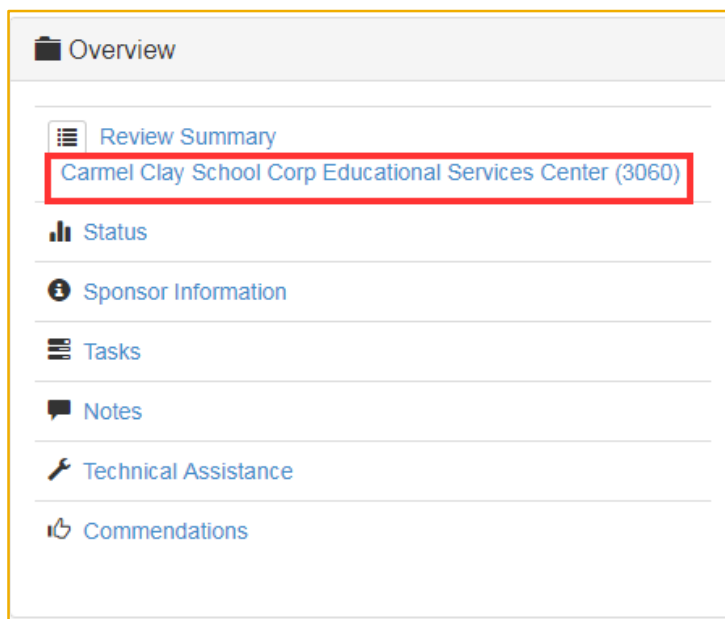 Overview
Review Summary
Carmel Clay School Corp Educational Services Center (3060)
Status
Sponsor Information
Tasks
Notes
Technical Assistance
Commendations